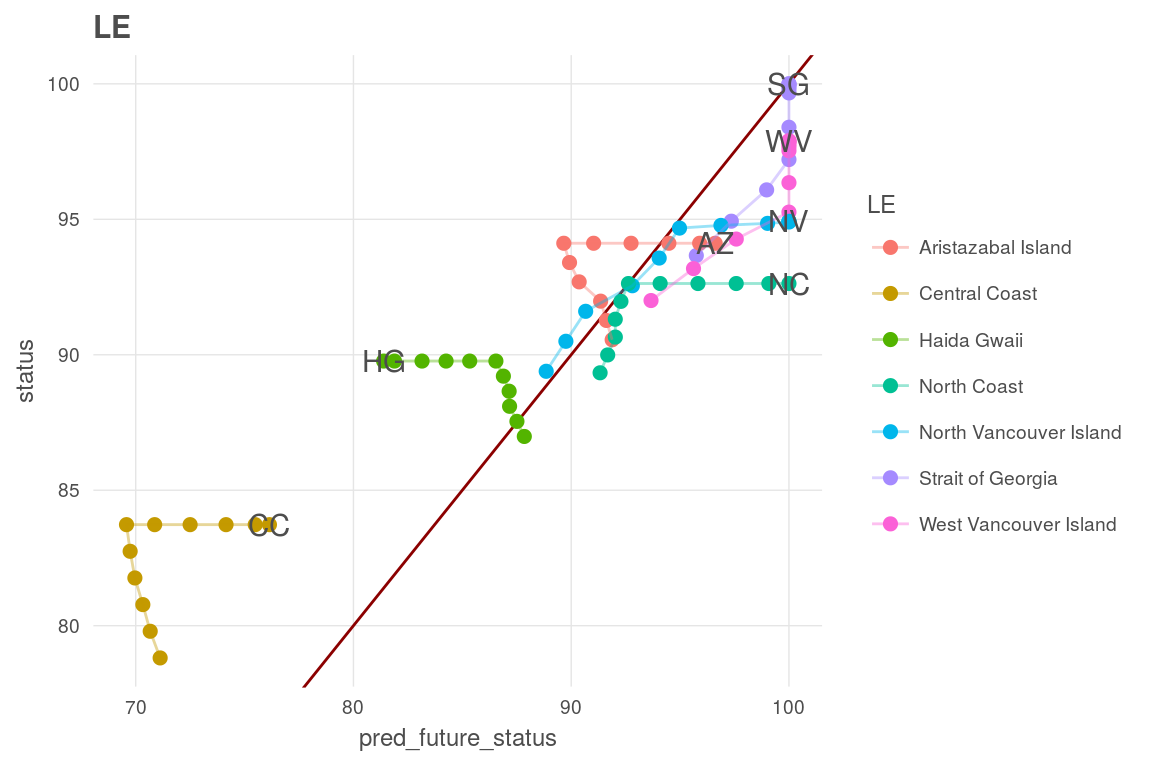 LE
100
95
90
85
80
status
SG
WV
NV
AZ
NC
HG
CC
70
80
90
100
pred_future_status
LE
Aristazabal Island
Central Coast
Haida Gwaii
North Coast
North Vancouver Island
Strait of Georgia
West Vancouver Island